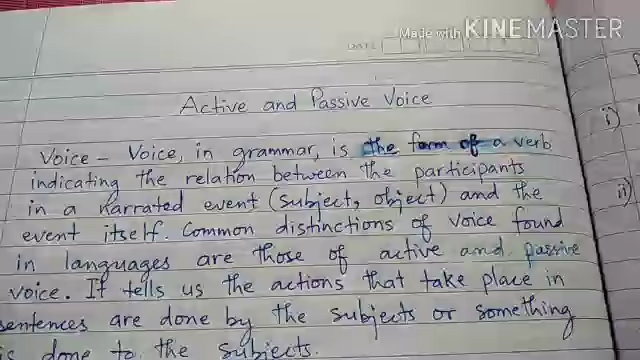 Made with KINEMASTER
DATE
Active and Passive Voice
Voice - Voice, in grammar, is the form of a verb
indicating the relation between the participants
in a narrated event (subject, object) and the
event itself. Common distinctions of voice found
in languages are those of active and passive
voice. It tells us the actions that take place in
sentences are done by the subjects or something
is done to the subjects.
i)
ii)